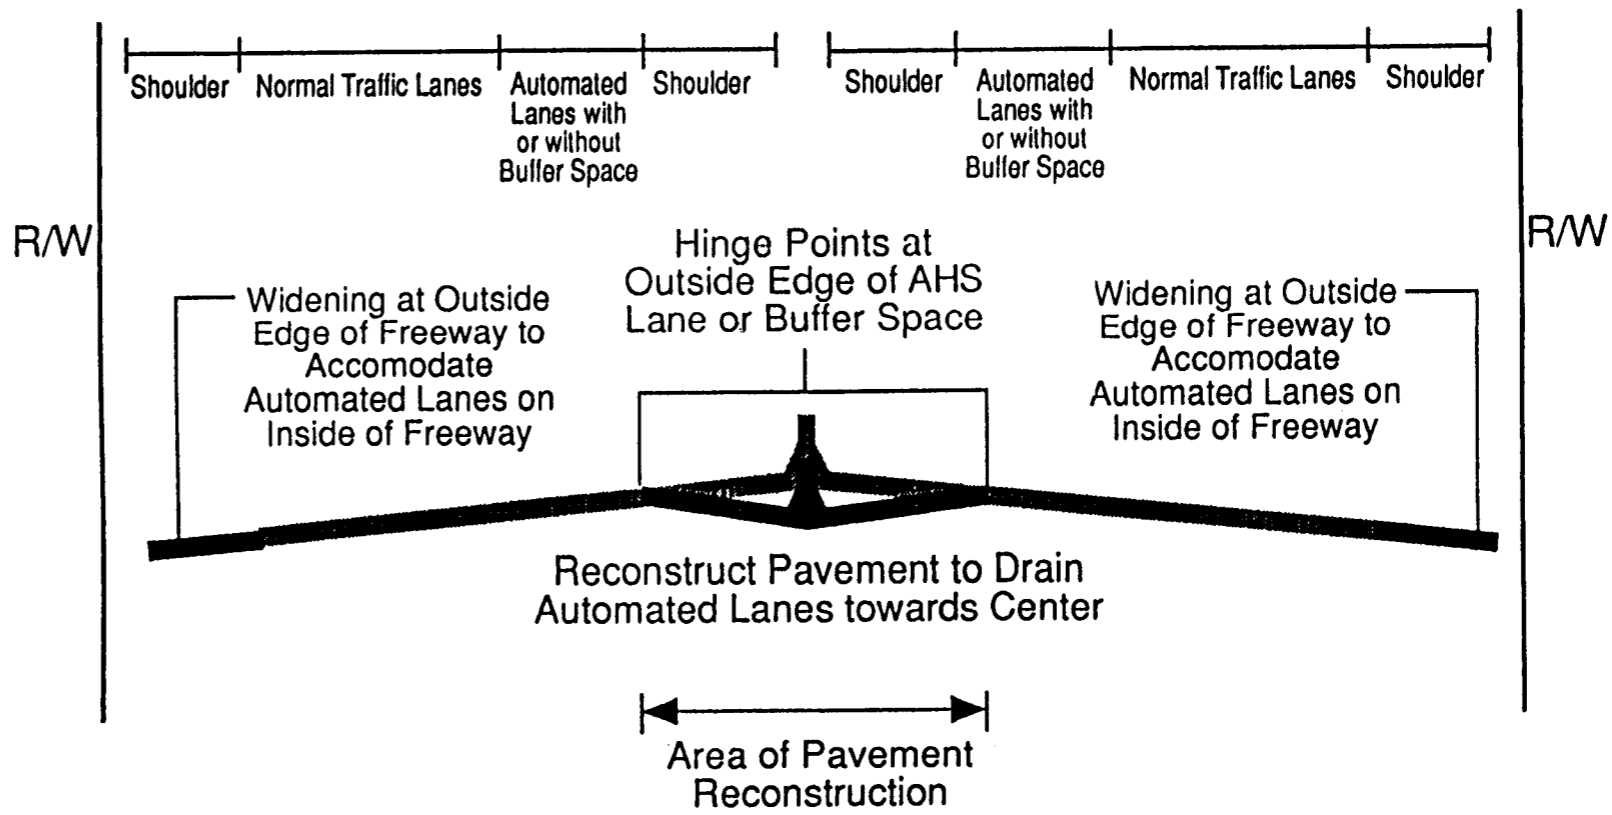 Shoulder
Normal Traffic Lanes
Automated
Lanes with
or without
Buffer Space
Shoulder
Shoulder
Automated
Lanes with
or without
Buffer Space
Normal Traffic Lanes
Shoulder
R/W
R/W
Widening at Outside
Edge of Freeway to
Accomodate
Automated Lanes on
Inside of Freeway
Hinge Points at
Outside Edge of AHS
Lane or Buffer Space
Widening at Outside
Edge of Freeway to
Accomodate
Automated Lanes on
Inside of Freeway
Reconstruct Pavement to Drain
Automated Lanes towards Center
Area of Pavement
Reconstruction